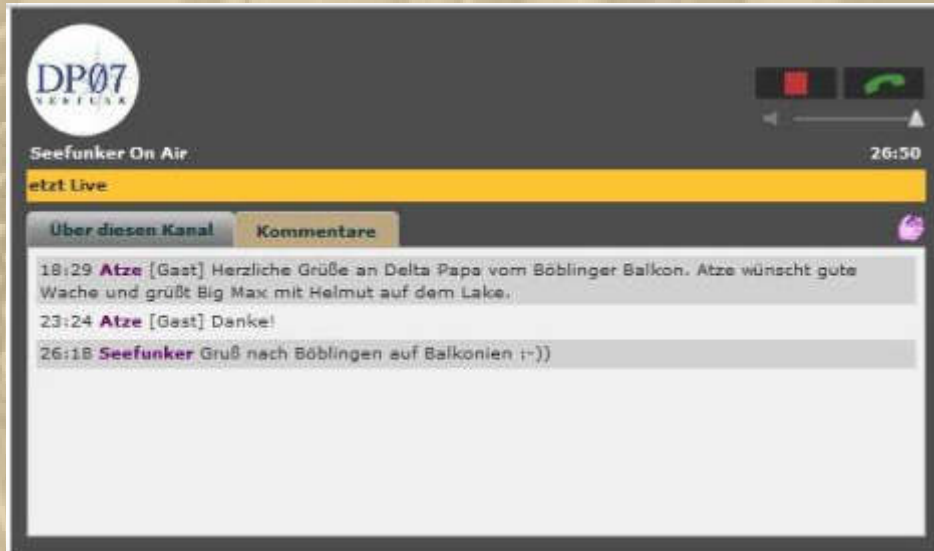 DPØ7
SEEFUNK
Seefunker On Air
26:50
etzt Live
Über diesen Kanal
Kommentare
18:29 Atze [Gast] Herzliche Grüße an Delta Papa vom Böblinger Balkon. Atze wünscht gute
Wache und grüßt Big Max mit Helmut auf dem Lake.
23:24 Atze [Gast] Danke!
26:18 Seefunker Gruß nach Böblingen auf Balkonien :-))